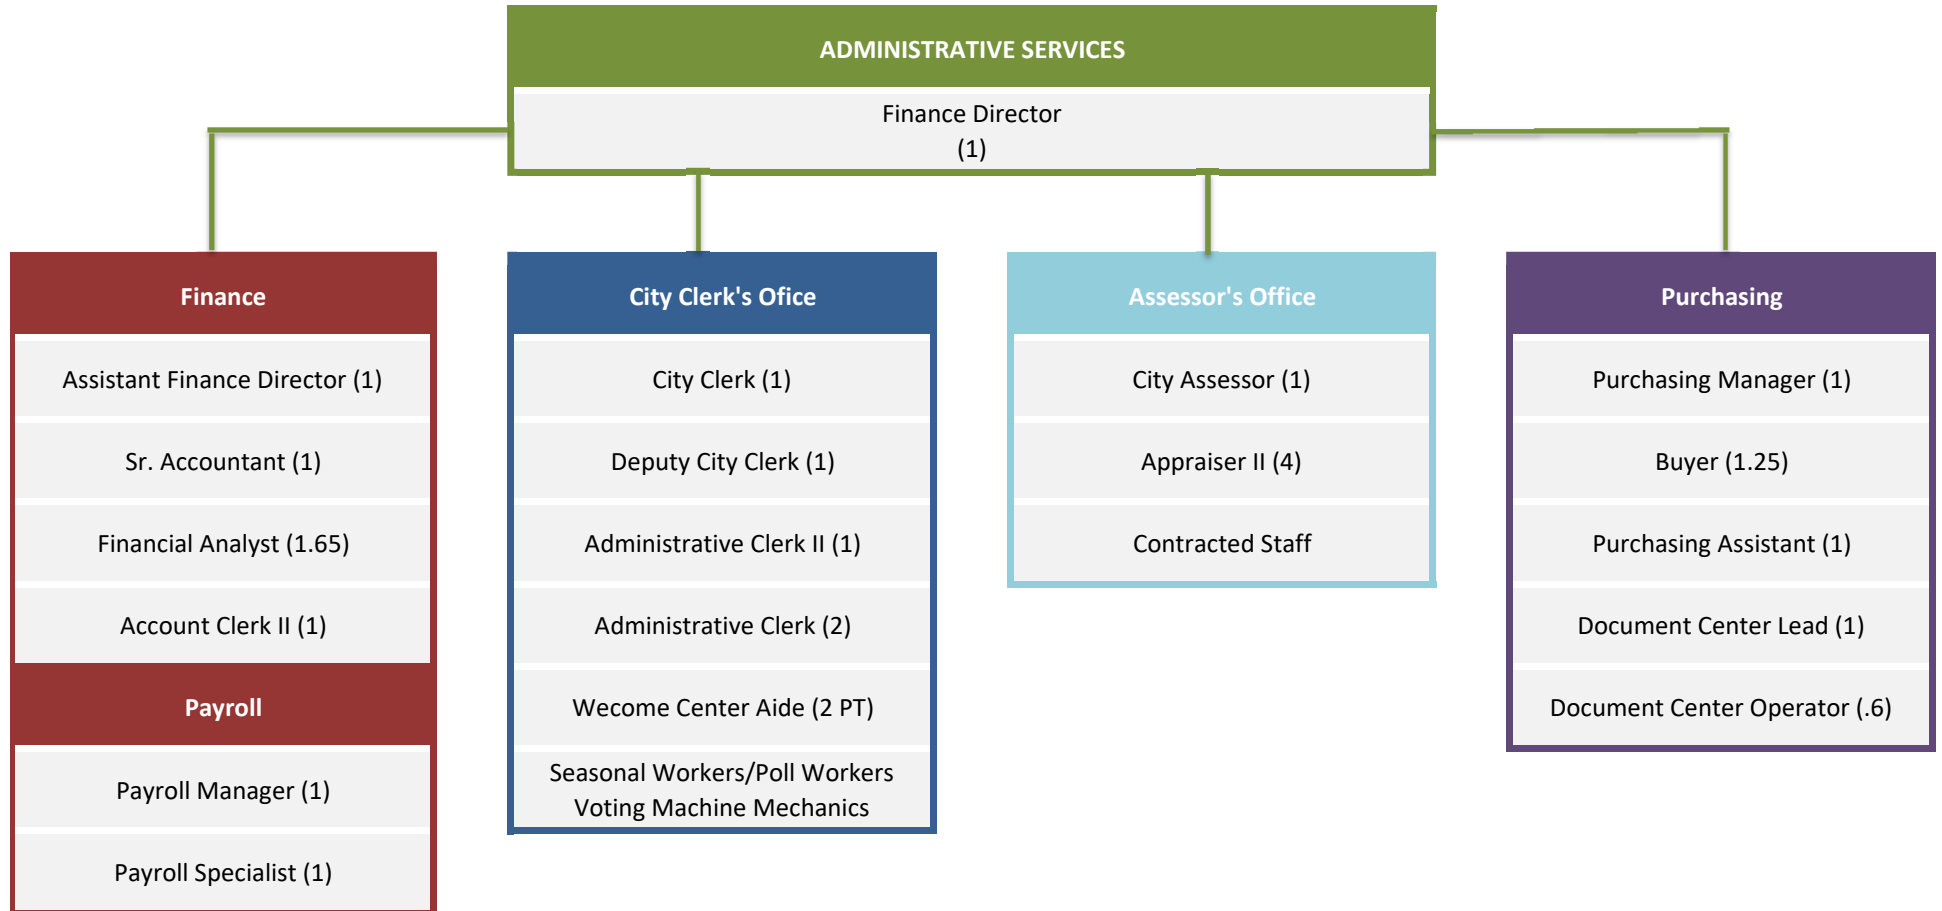 ADMINISTRATIVE SERVICES
Finance Director
(1)
Finance
Assistant Finance Director (1)
Sr. Accountant (1)
Financial Analyst (1.65)
Account Clerk II (1)
Payroll
Payroll Manager (1)
Payroll Specialist (1)
City Clerk's Ofice
City Clerk (1)
Deputy City Clerk (1)
Administrative Clerk II (1)
Administrative Clerk (2)
Wecome Center Aide (2 PT)
Seasonal Workers/Poll Workers
Voting Machine Mechanics
Assessor's Office
City Assessor (1)
Appraiser II (4)
Contracted Staff
Purchasing
Purchasing Manager (1)
Buyer (1.25)
Purchasing Assistant (1)
Document Center Lead (1)
Document Center Operator (.6)